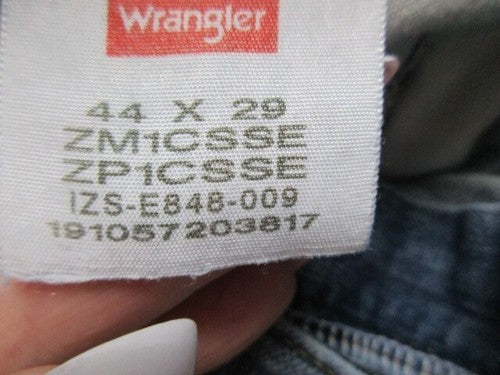 Wrangler
44 X 29
ZM1CSSE
ZP1CSSE
IZS-E848-009
191057203817